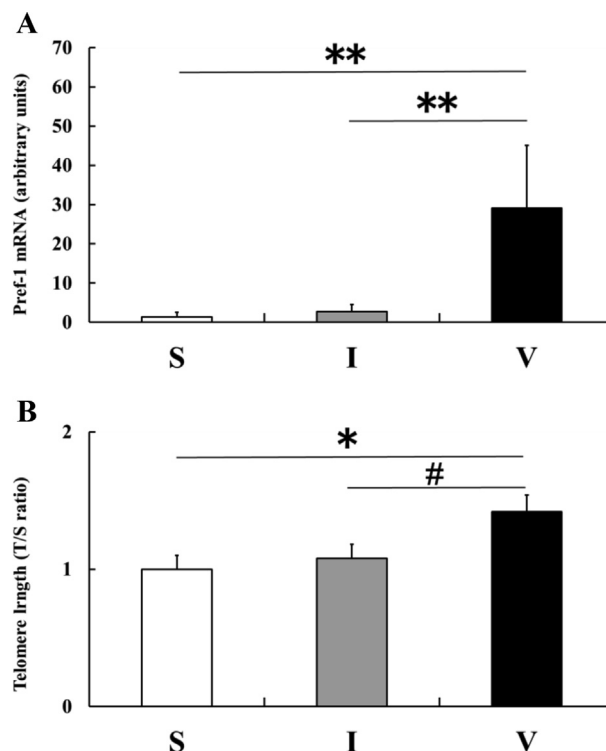 A
Pref-1 mRNA (arbitrary units)
70
60
50
40
30
20
10
0
**
**
S I V
B
Telomere lrngth (T/S ratio)
2
1
0
*
#
S I V